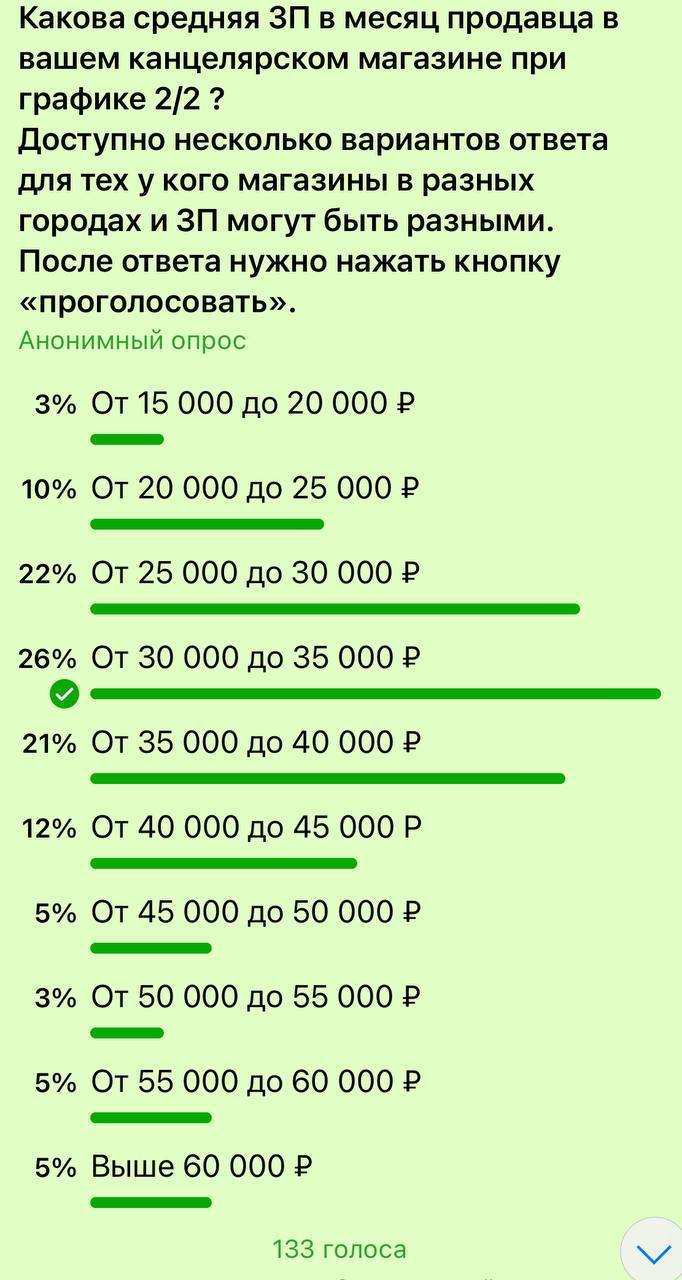 Какова средняя ЗП в месяц продавца в
вашем канцелярском магазине при
графике 2/2 ?
Доступно несколько вариантов ответа
для тех у кого магазины в разных
городах и ЗП могут быть разными.
После ответа нужно нажать кнопку
«проголосовать».
Анонимный опрос
3% От 15 000 до 20 000 ₽
10% От 20 000 до 25 000 ₽
22% От 25 000 до 30 000 ₽
26% От 30 000 до 35 000 ₽
21% От 35 000 до 40 000 ₽
12% От 40 000 до 45 000 Р
5% От 45 000 до 50 000 ₽
3% От 50 000 до 55 000 ₽
5% От 55 000 до 60 000 ₽
5% Выше 60 000 ₽
133 голоса